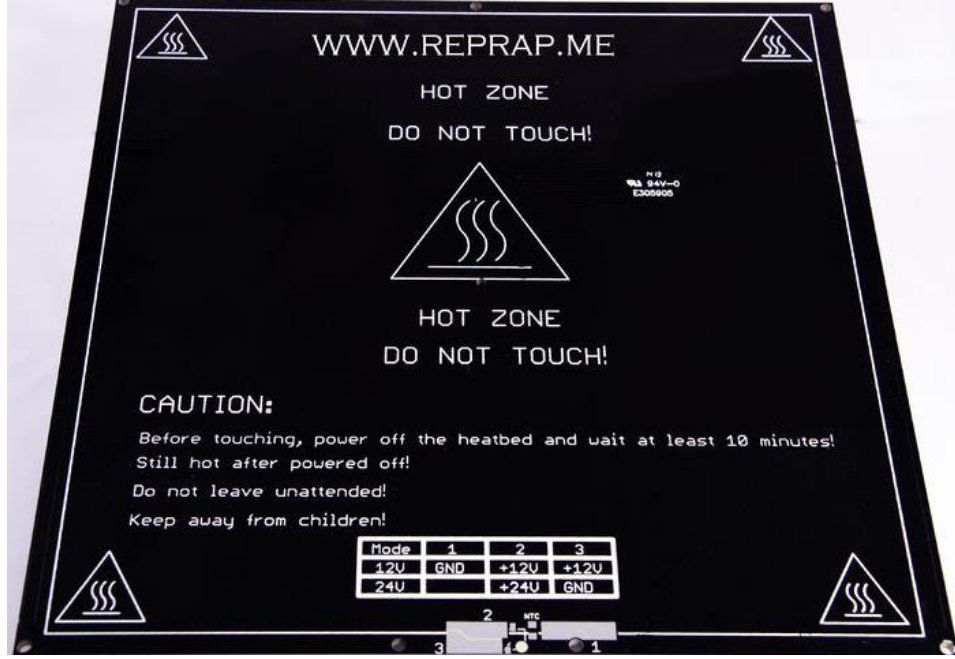 WWW.REPRAP.ME
HOT ZONE
DO NOT TOUCH!
94V-0
E305905
HOT ZONE
DO NOT TOUCH!
CAUTION:
Before touching, power off the heatbed and wait at least 10 minutes!
Still hot after powered off!
Do not leave unattended!
Keep away from children!
Mode 1 2 3
12V GND +12V +12V
24V +24V GND
2 NTC
3 1